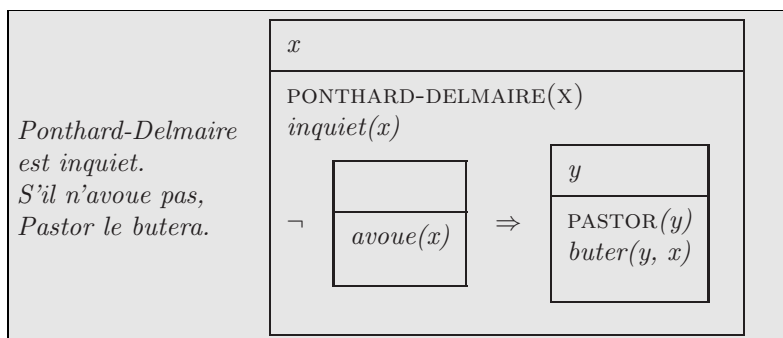 Ponthard-Delmaire
est inquiet.
S'il n'avoue pas,
Pastor le butera.
x
PONTHARD-DELMAIRE(X)
inquiet(x)
¬
avoue(x)
⇒
y
PASTOR(y)
buter(y, x)